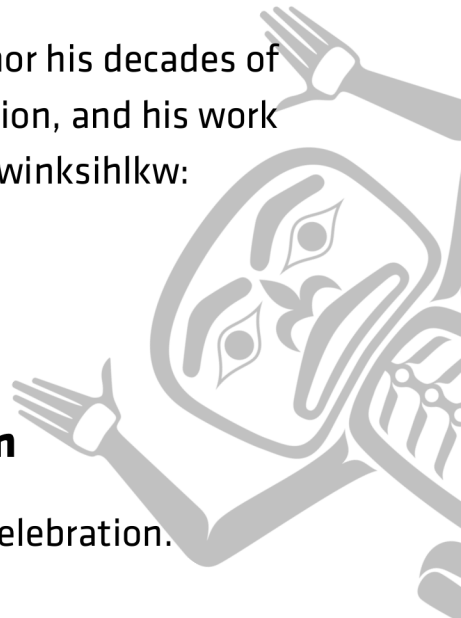 nor his decades of
ion, and his work
winksihlkw:
n
elebration.